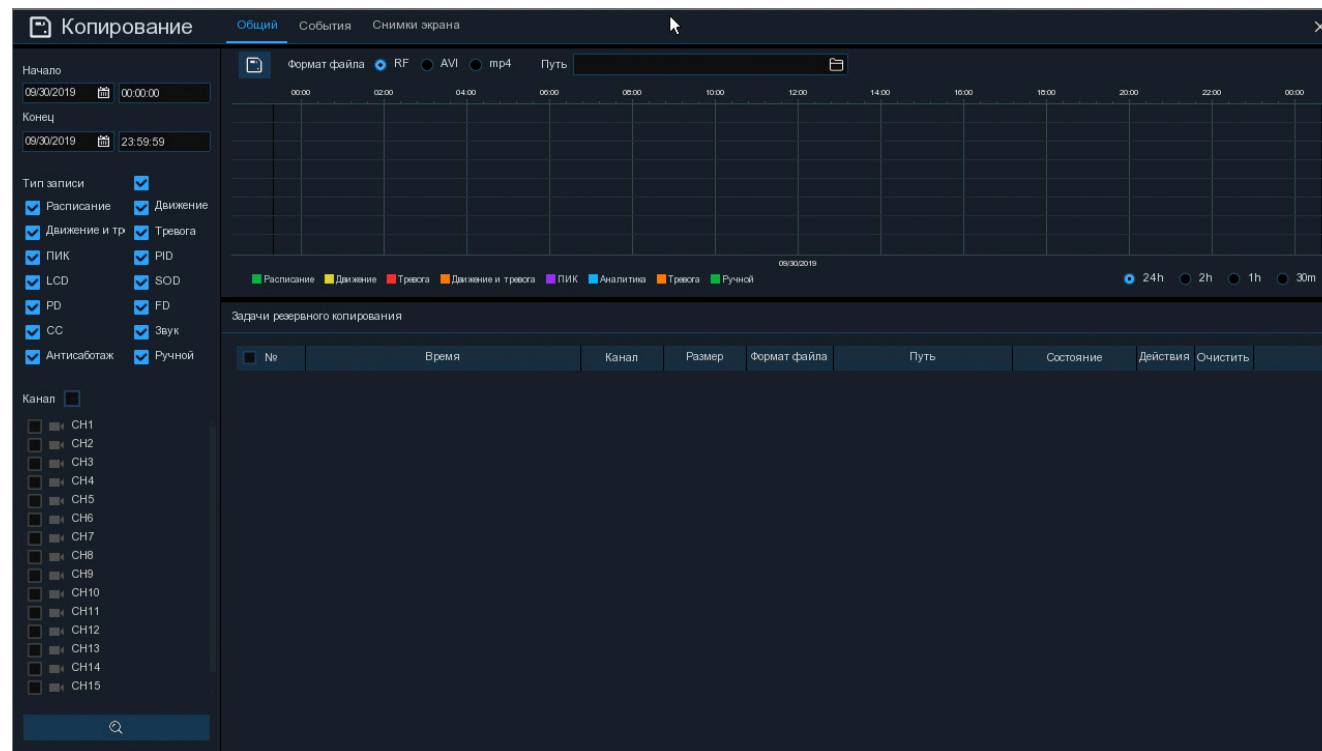 Копирование
Общий События Снимки экрана
Начало
09/30/2019 00:00:00
Конец
09/30/2019 23:59:59
Тип записи
Расписание Движение
Движение и тр Тревога
ПИК PID
LCD SOD
PD FD
CC Звук
Антисаботаж Ручной
Канал
CH1
CH2
CH3
CH4
CH5
CH6
CH7
CH8
CH9
CH10
CH11
CH12
CH13
CH14
CH15
Формат файла RF AVI mp4 Путь
00:00 02:00 04:00 06:00 08:00 10:00 12:00 14:00 16:00 18:00 20:00 22:00 00:00
09/30/2019
Расписание Движение Тревога Движение и тревога ПИК Аналитика Тревога Ручной 24h 2h 1h 30m
Задачи резервного копирования
№ Время Канал Размер Формат файла Путь Состояние Действия Очистить